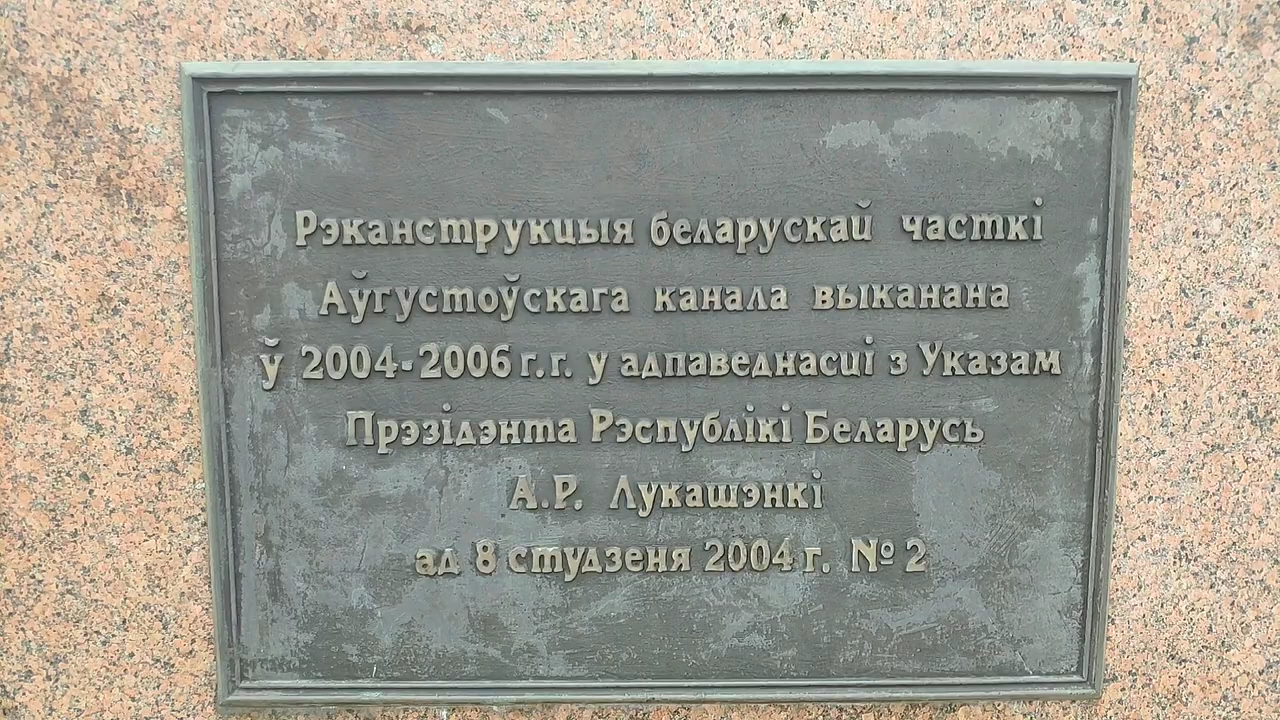 Рэканструкцыя беларускай часткі
Аўгустоўскага канала выканана
ў 2004-2006 г.г. у адпаведнасці з Указам
Прэзідэнта Рэспублікі Беларусь
А.Р. Лукашэнкі
ад 8 студзеня 2004 г. № 2